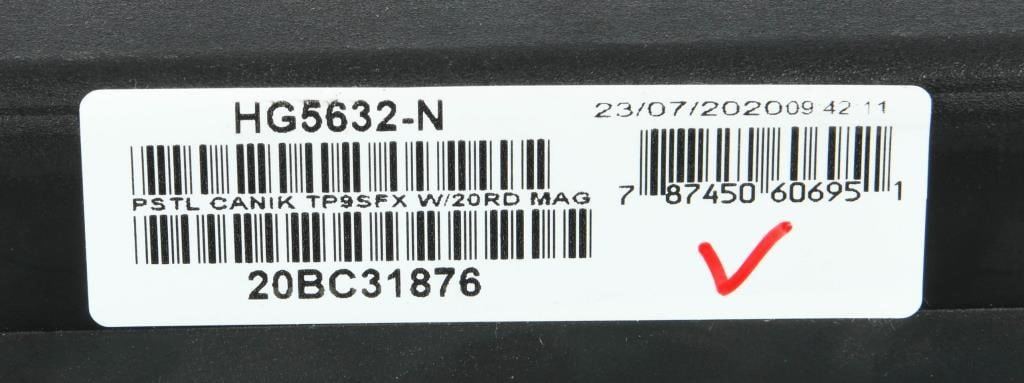 HG5632-N
PSTL CANIK TP9SFX W/20RD MAG
20BC31876
23/07/202009 42 11
7 87450 60695 1